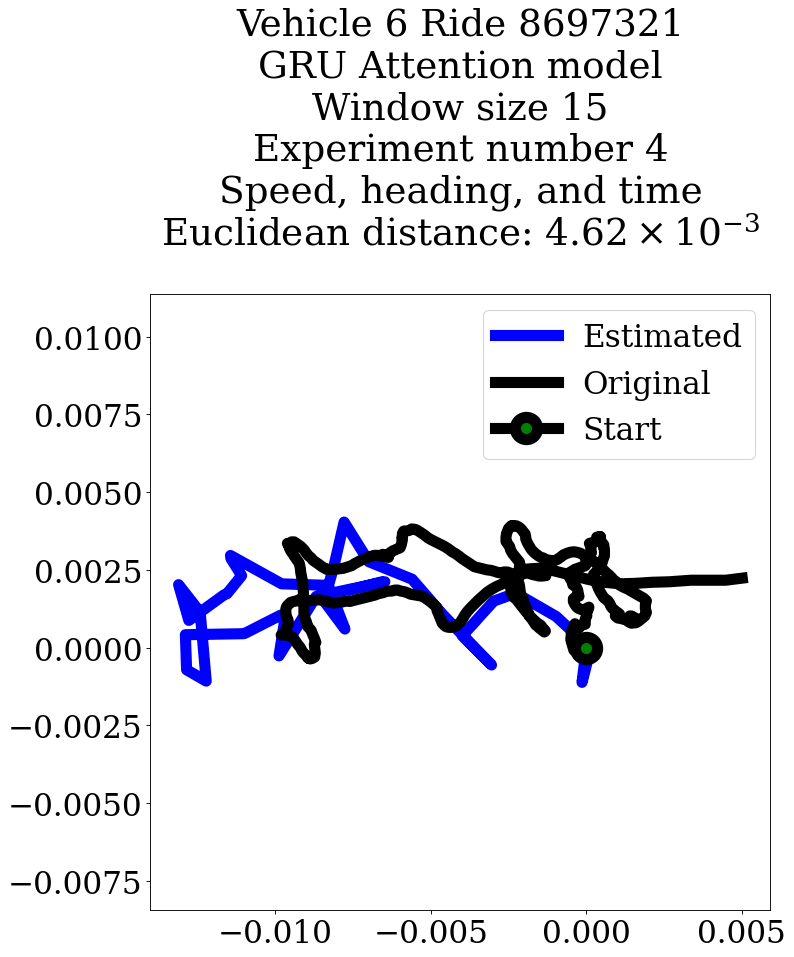 Vehicle 6 Ride 8697321
GRU Attention model
Window size 15
Experiment number 4
Speed, heading, and time
Euclidean distance: 4.62 × 10⁻³
Estimated
Original
Start
0.0100
0.0075
0.0050
0.0025
0.0000
−0.0025
−0.0050
−0.0075
−0.010
−0.005
0.000
0.005